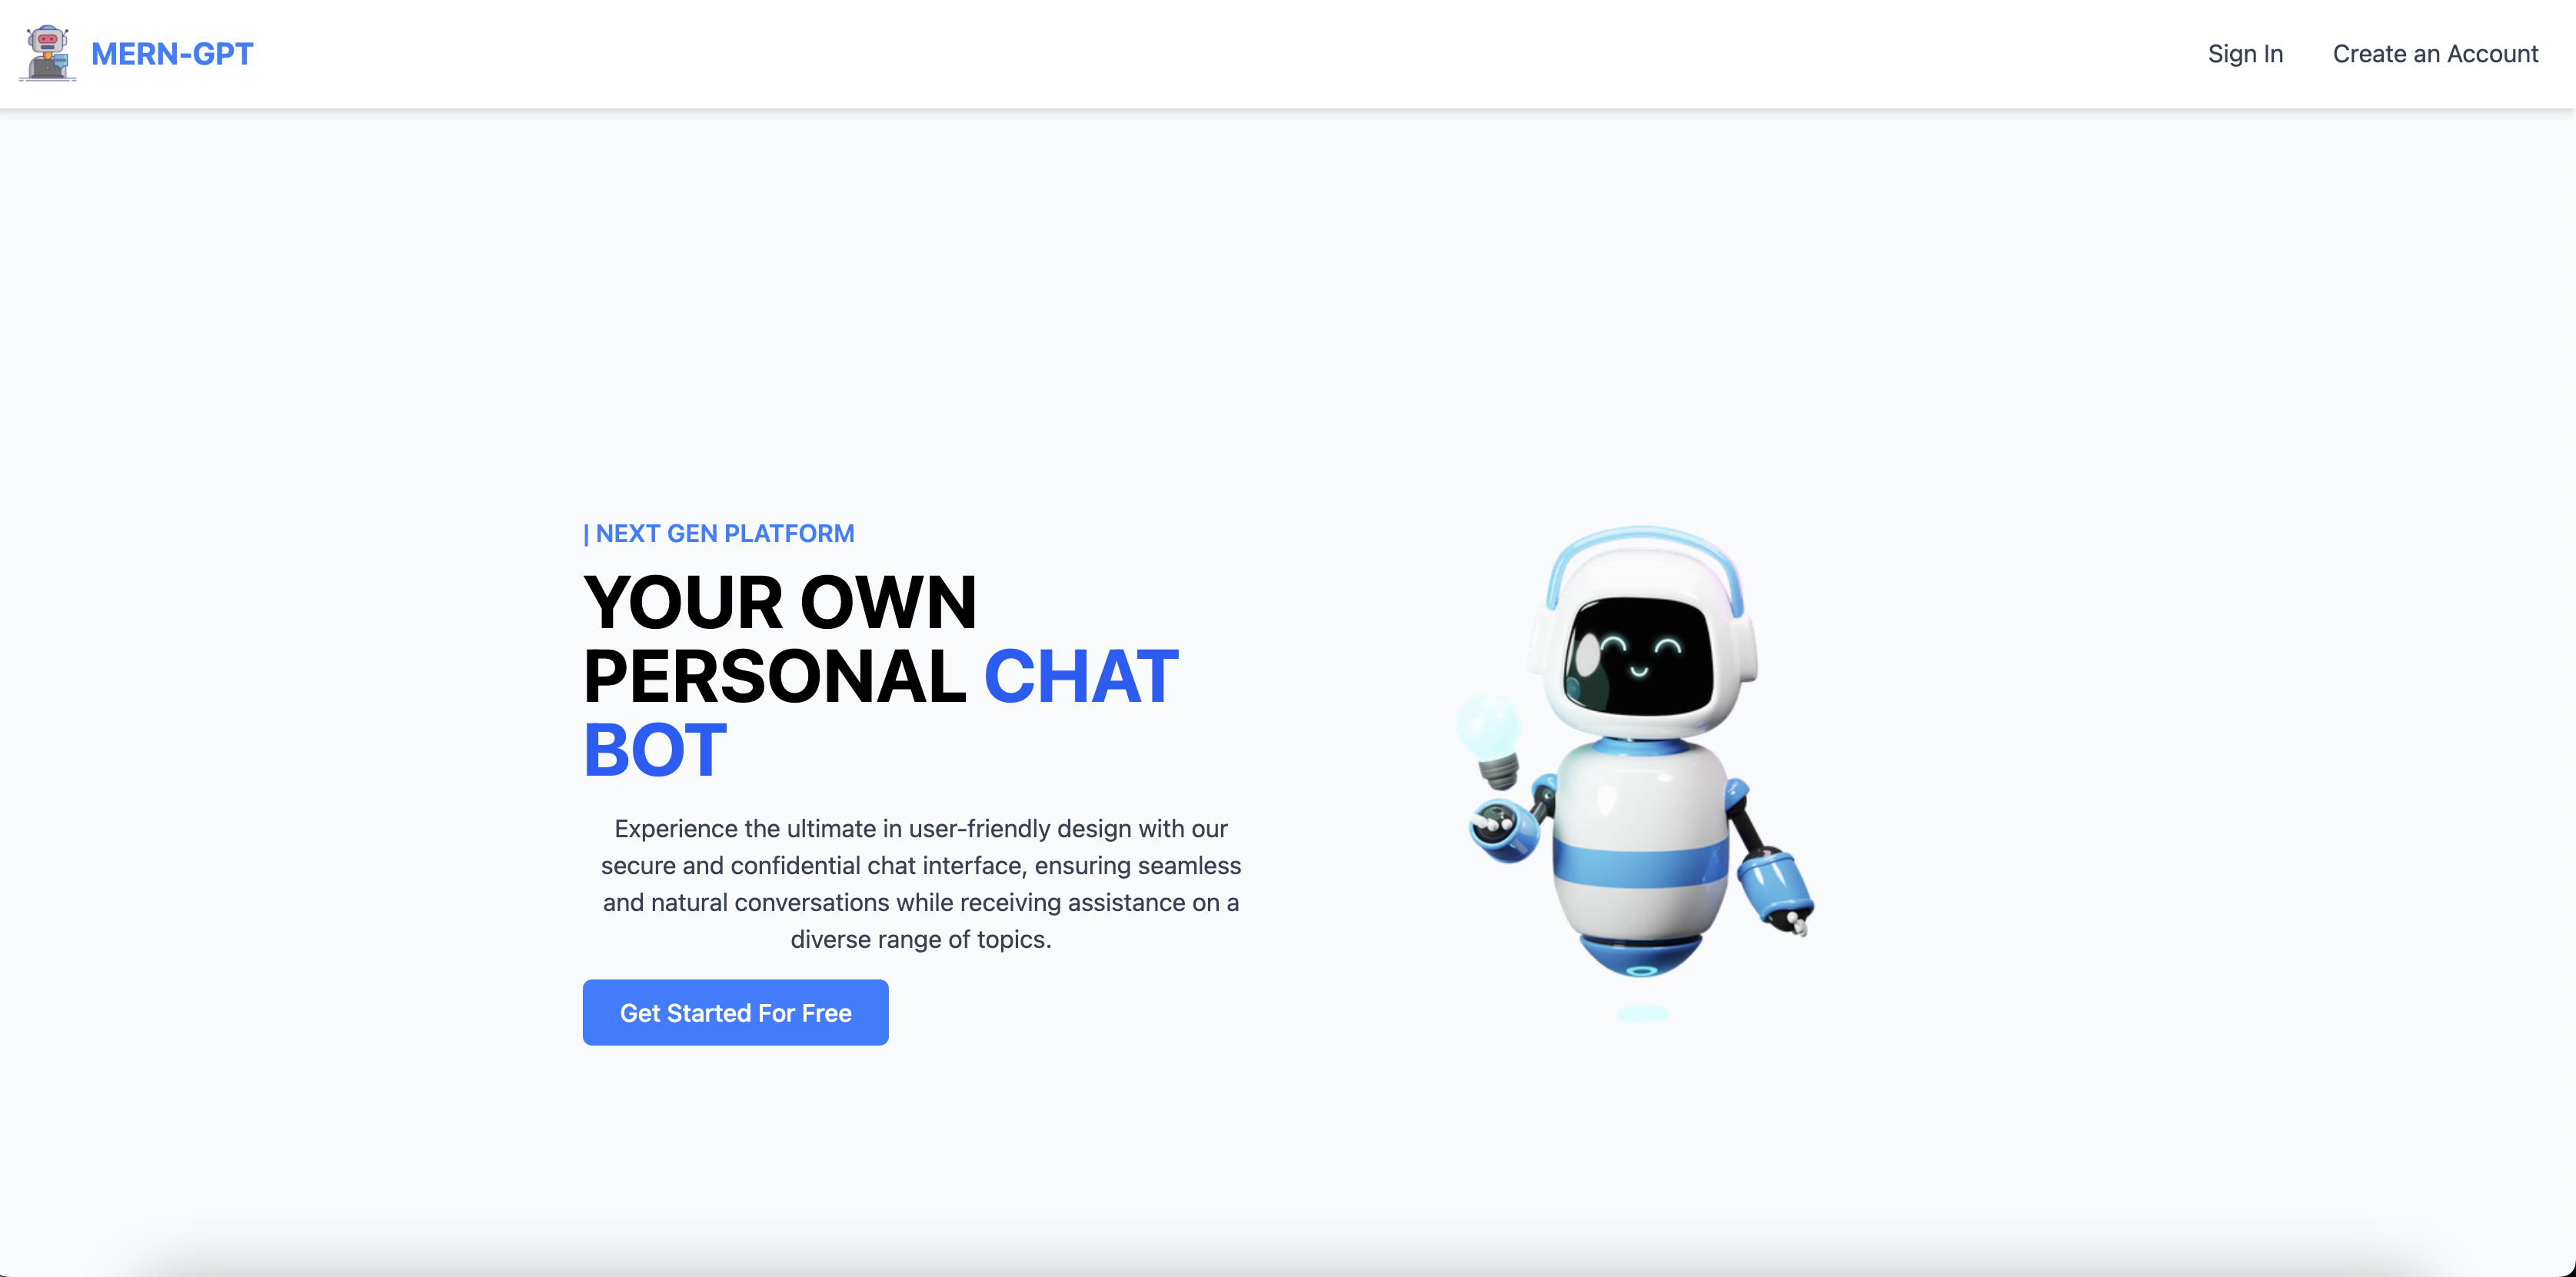 MERN-GPT
Sign In
Create an Account
| NEXT GEN PLATFORM
YOUR OWN
PERSONAL CHAT
BOT
Experience the ultimate in user-friendly design with our
secure and confidential chat interface, ensuring seamless
and natural conversations while receiving assistance on a
diverse range of topics.
Get Started For Free